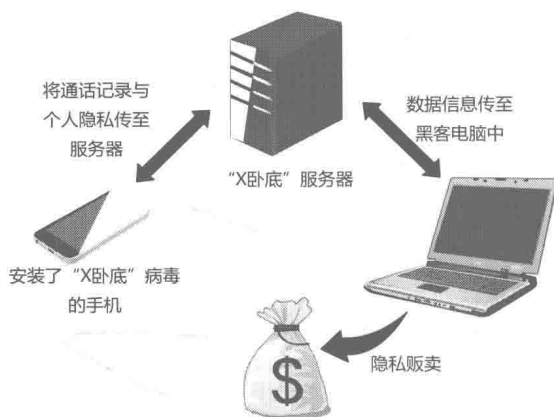 将通话记录与
个人隐私传至
服务器
数据信息传至
黑客电脑中
“X卧底”服务器
安装了“X卧底”病毒
的手机
隐私贩卖
$